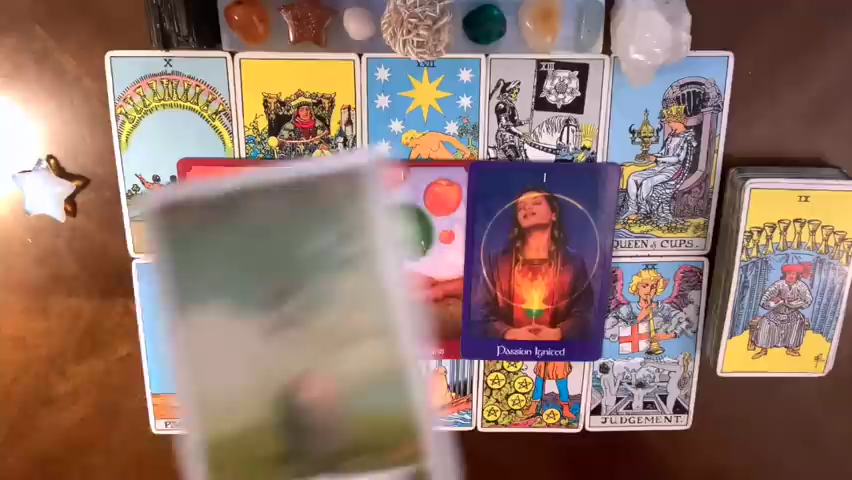 X
XVII
XIII
QUEEN of CUPS.
IX
I
Passion Ignited
XX
JUDGEMENT.